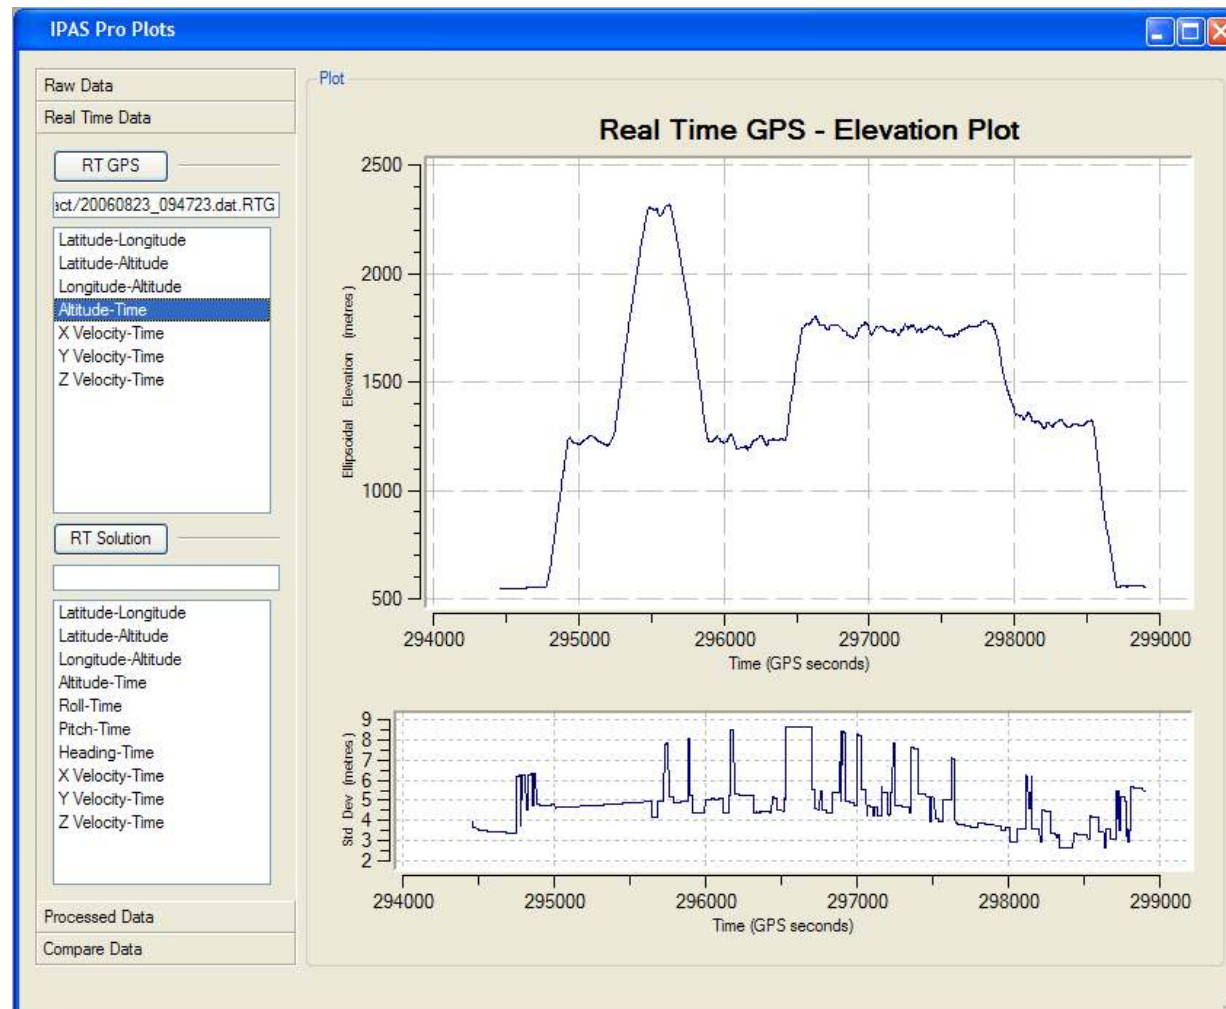 IPAS Pro Plots
Raw Data
Real Time Data
RT GPS
act/20060823_094723.dat.RTG
Latitude-Longitude
Latitude-Altitude
Longitude-Altitude
Altitude-Time
X Velocity-Time
Y Velocity-Time
Z Velocity-Time
RT Solution
Latitude-Longitude
Latitude-Altitude
Longitude-Altitude
Altitude-Time
Roll-Time
Pitch-Time
Heading-Time
X Velocity-Time
Y Velocity-Time
Z Velocity-Time
Processed Data
Compare Data
Plot
Real Time GPS - Elevation Plot
Ellipsoidal Elevation (metres)
2500
2000
1500
1000
500
294000 295000 296000 297000 298000 299000
Time (GPS seconds)
Std Dev (metres)
9
8
7
6
5
4
3
2
294000 295000 296000 297000 298000 299000
Time (GPS seconds)